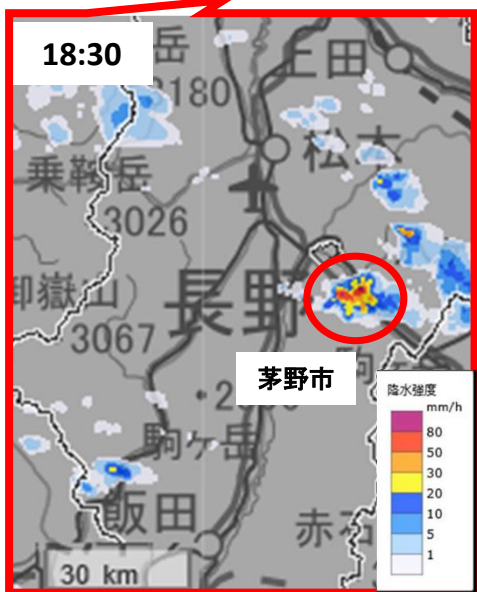 18:30
岳
2180
上田
松本
乗鞍岳
3026
御嶽山)
長野
3067
茅野市
駒ヶ岳
飯田
赤石
30 km
降水強度
mm/h
80
50
30
20
10
5
1